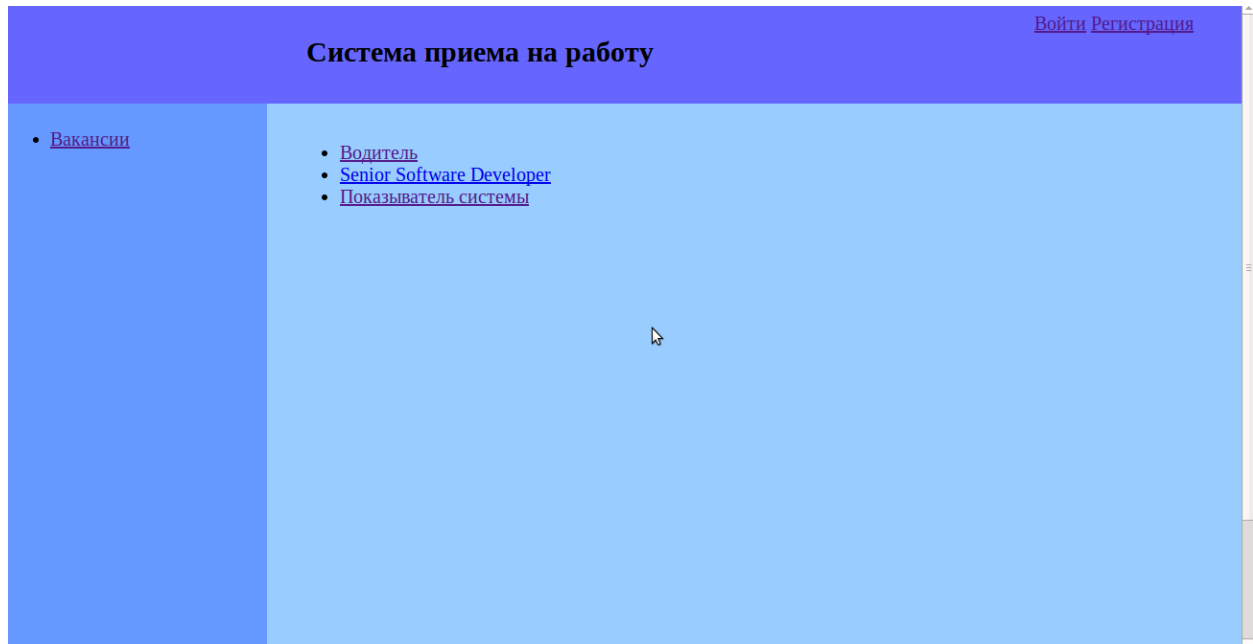 Войти Регистрация
Система приема на работу
Вакансии
Водитель
Senior Software Developer
Показыватель системы